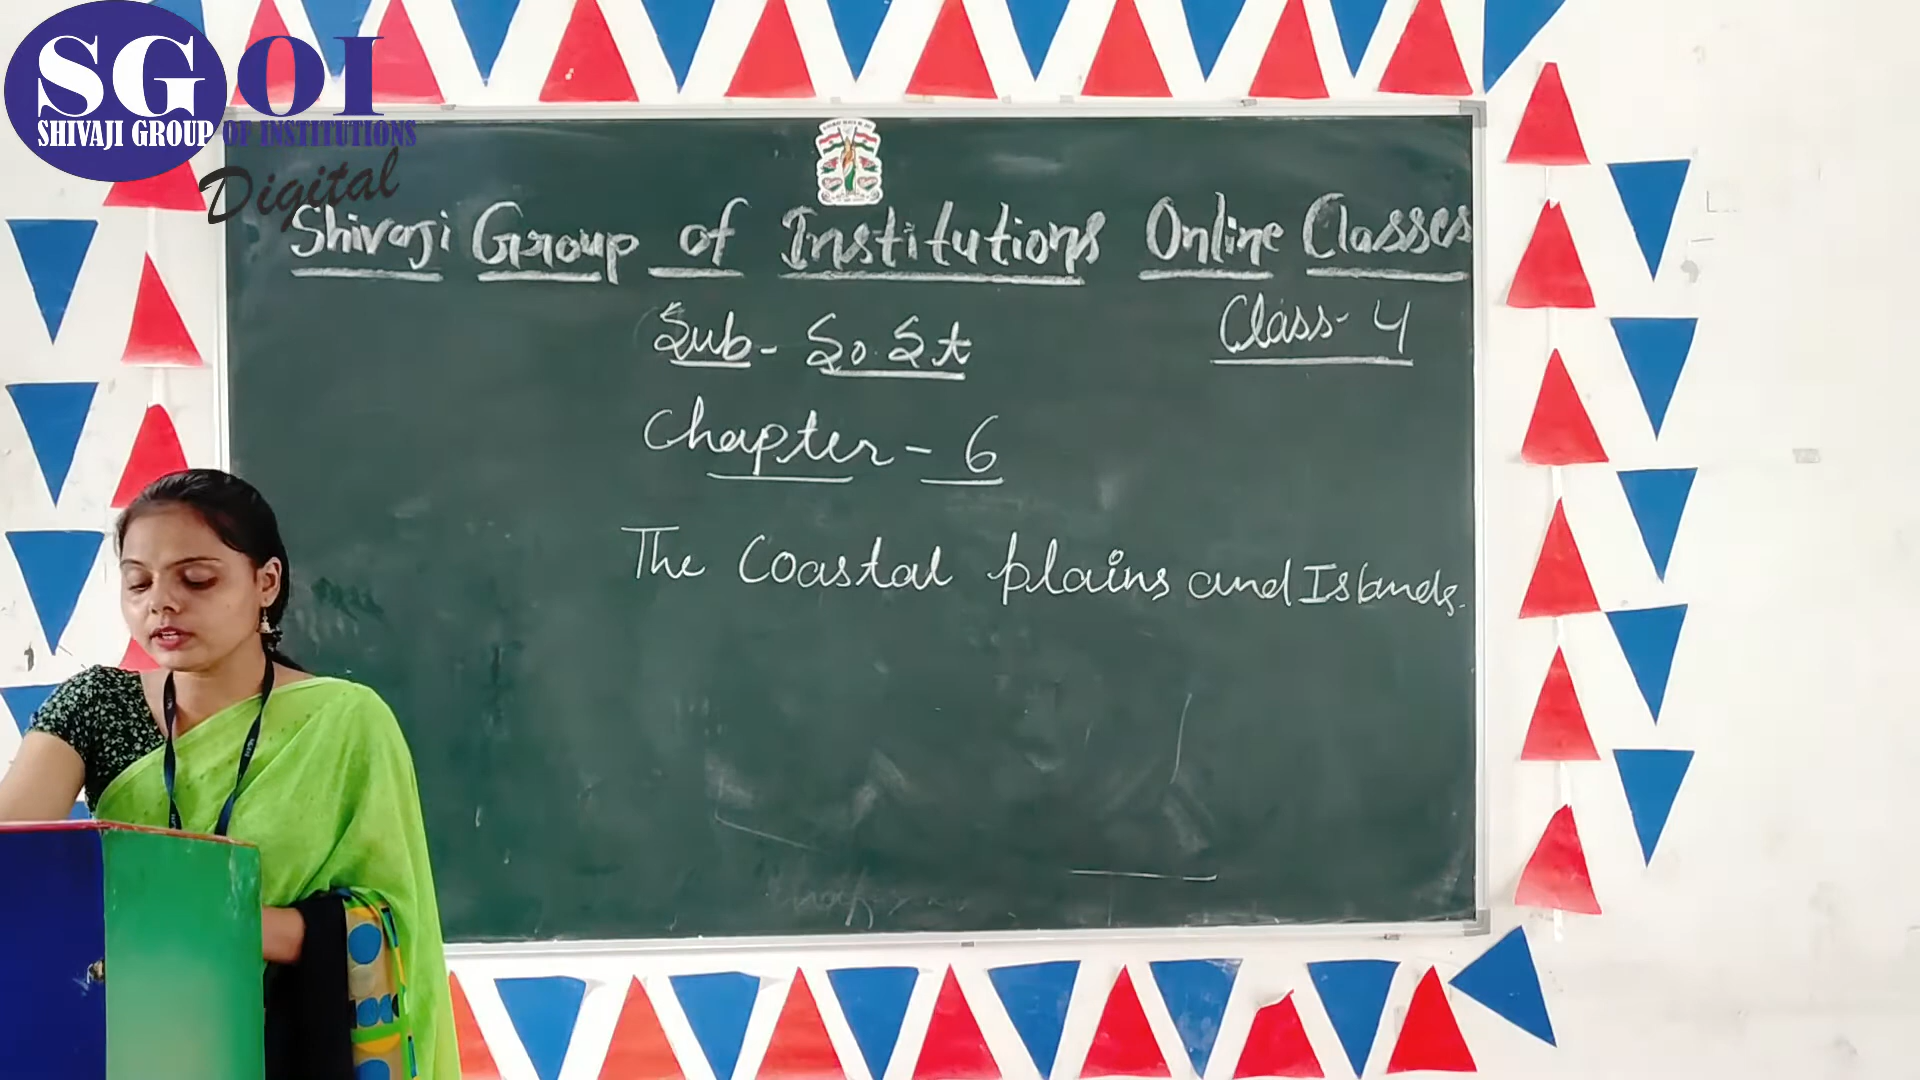 SGOI
SHIVAJI GROUP OF INSTITUTIONS
Digital
Shivaji Group of Institutions Online Classes
Sub- So. St
Class- 4
Chapter - 6
The Coastal plains and Islands.